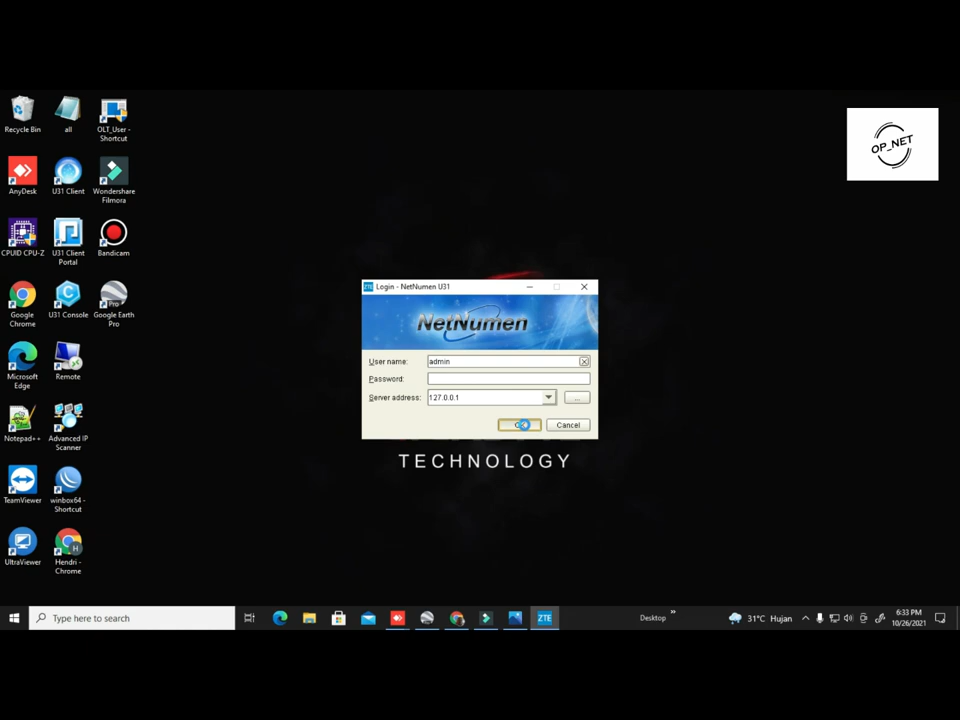 Recycle Bin
all
OLT_User -
Shortcut
OP_NET
AnyDesk
U31 Client
Wondershare
Filmora
CPUID CPU-Z
U31 Client
Portal
Bandicam
Google
Chrome
U31 Console
Pro
Google Earth
Pro
ZTE
Login - NetNumen U31
NetNumen
User name:
admin
Password:
Server address:
127.0.0.1
...
Cancel
TECHNOLOGY
Microsoft
Edge
Remote
Notepad++
Advanced IP
Scanner
TeamViewer
winbox64 -
Shortcut
UltraViewer
H
Hendri -
Chrome
Type here to search
ZTE
Desktop
31°C Hujan
6:33 PM
10/26/2021